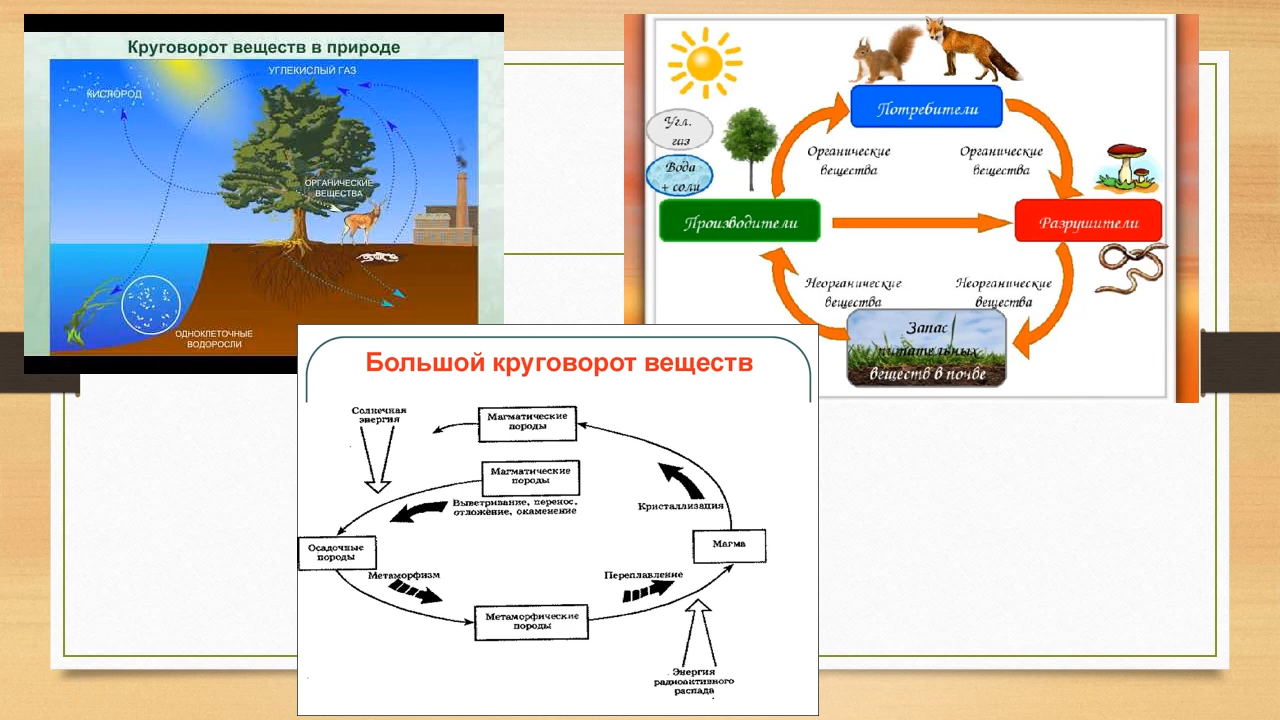 Круговорот веществ в природе
УГЛЕКИСЛЫЙ ГАЗ
КИСЛОРОД
ОРГАНИЧЕСКИЕ
ВЕЩЕСТВА
ОДНОКЛЕТОЧНЫЕ
ВОДОРОСЛИ
Потребители
Угл.
газ
Вода
+ соли
Органические
вещества
Органические
вещества
Производители
Разрушители
Неорганические
вещества
Неорганические
вещества
Запас
питательных
веществ в почве
Большой круговорот веществ
Солнечная
энергия
Магматические
породы
Магматические
породы
Выветривание, перенос,
отложение, окаменение
Кристаллизация
Осадочные
породы
Магма
Метаморфизм
Переплавление
Метаморфические
породы
Энергия
радиоактивного
распада